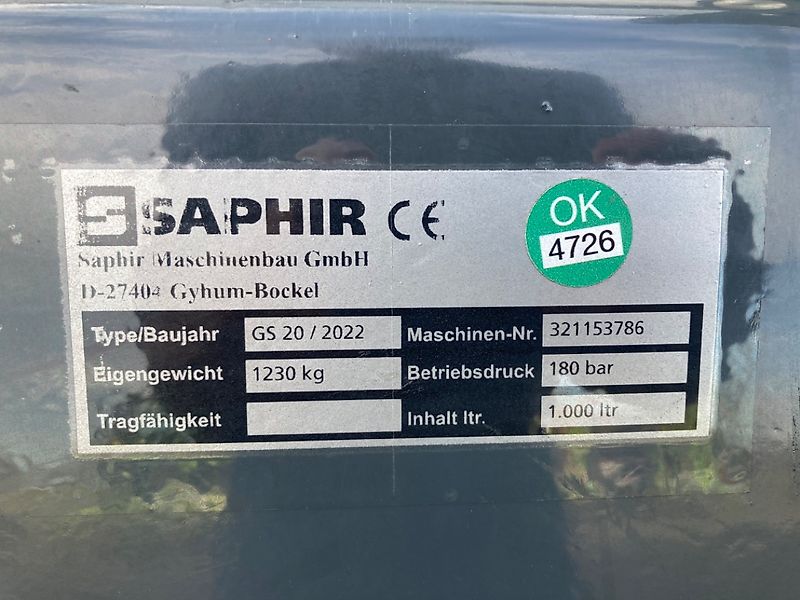 SAPHIR CE
Saphir Maschinenbau GmbH
D-27404 Gyhum-Bockel
OK
4726
Type/Baujahr GS 20 / 2022 Maschinen-Nr. 321153786
Eigengewicht 1230 kg Betriebsdruck 180 bar
Tragfähigkeit Inhalt ltr. 1.000 ltr